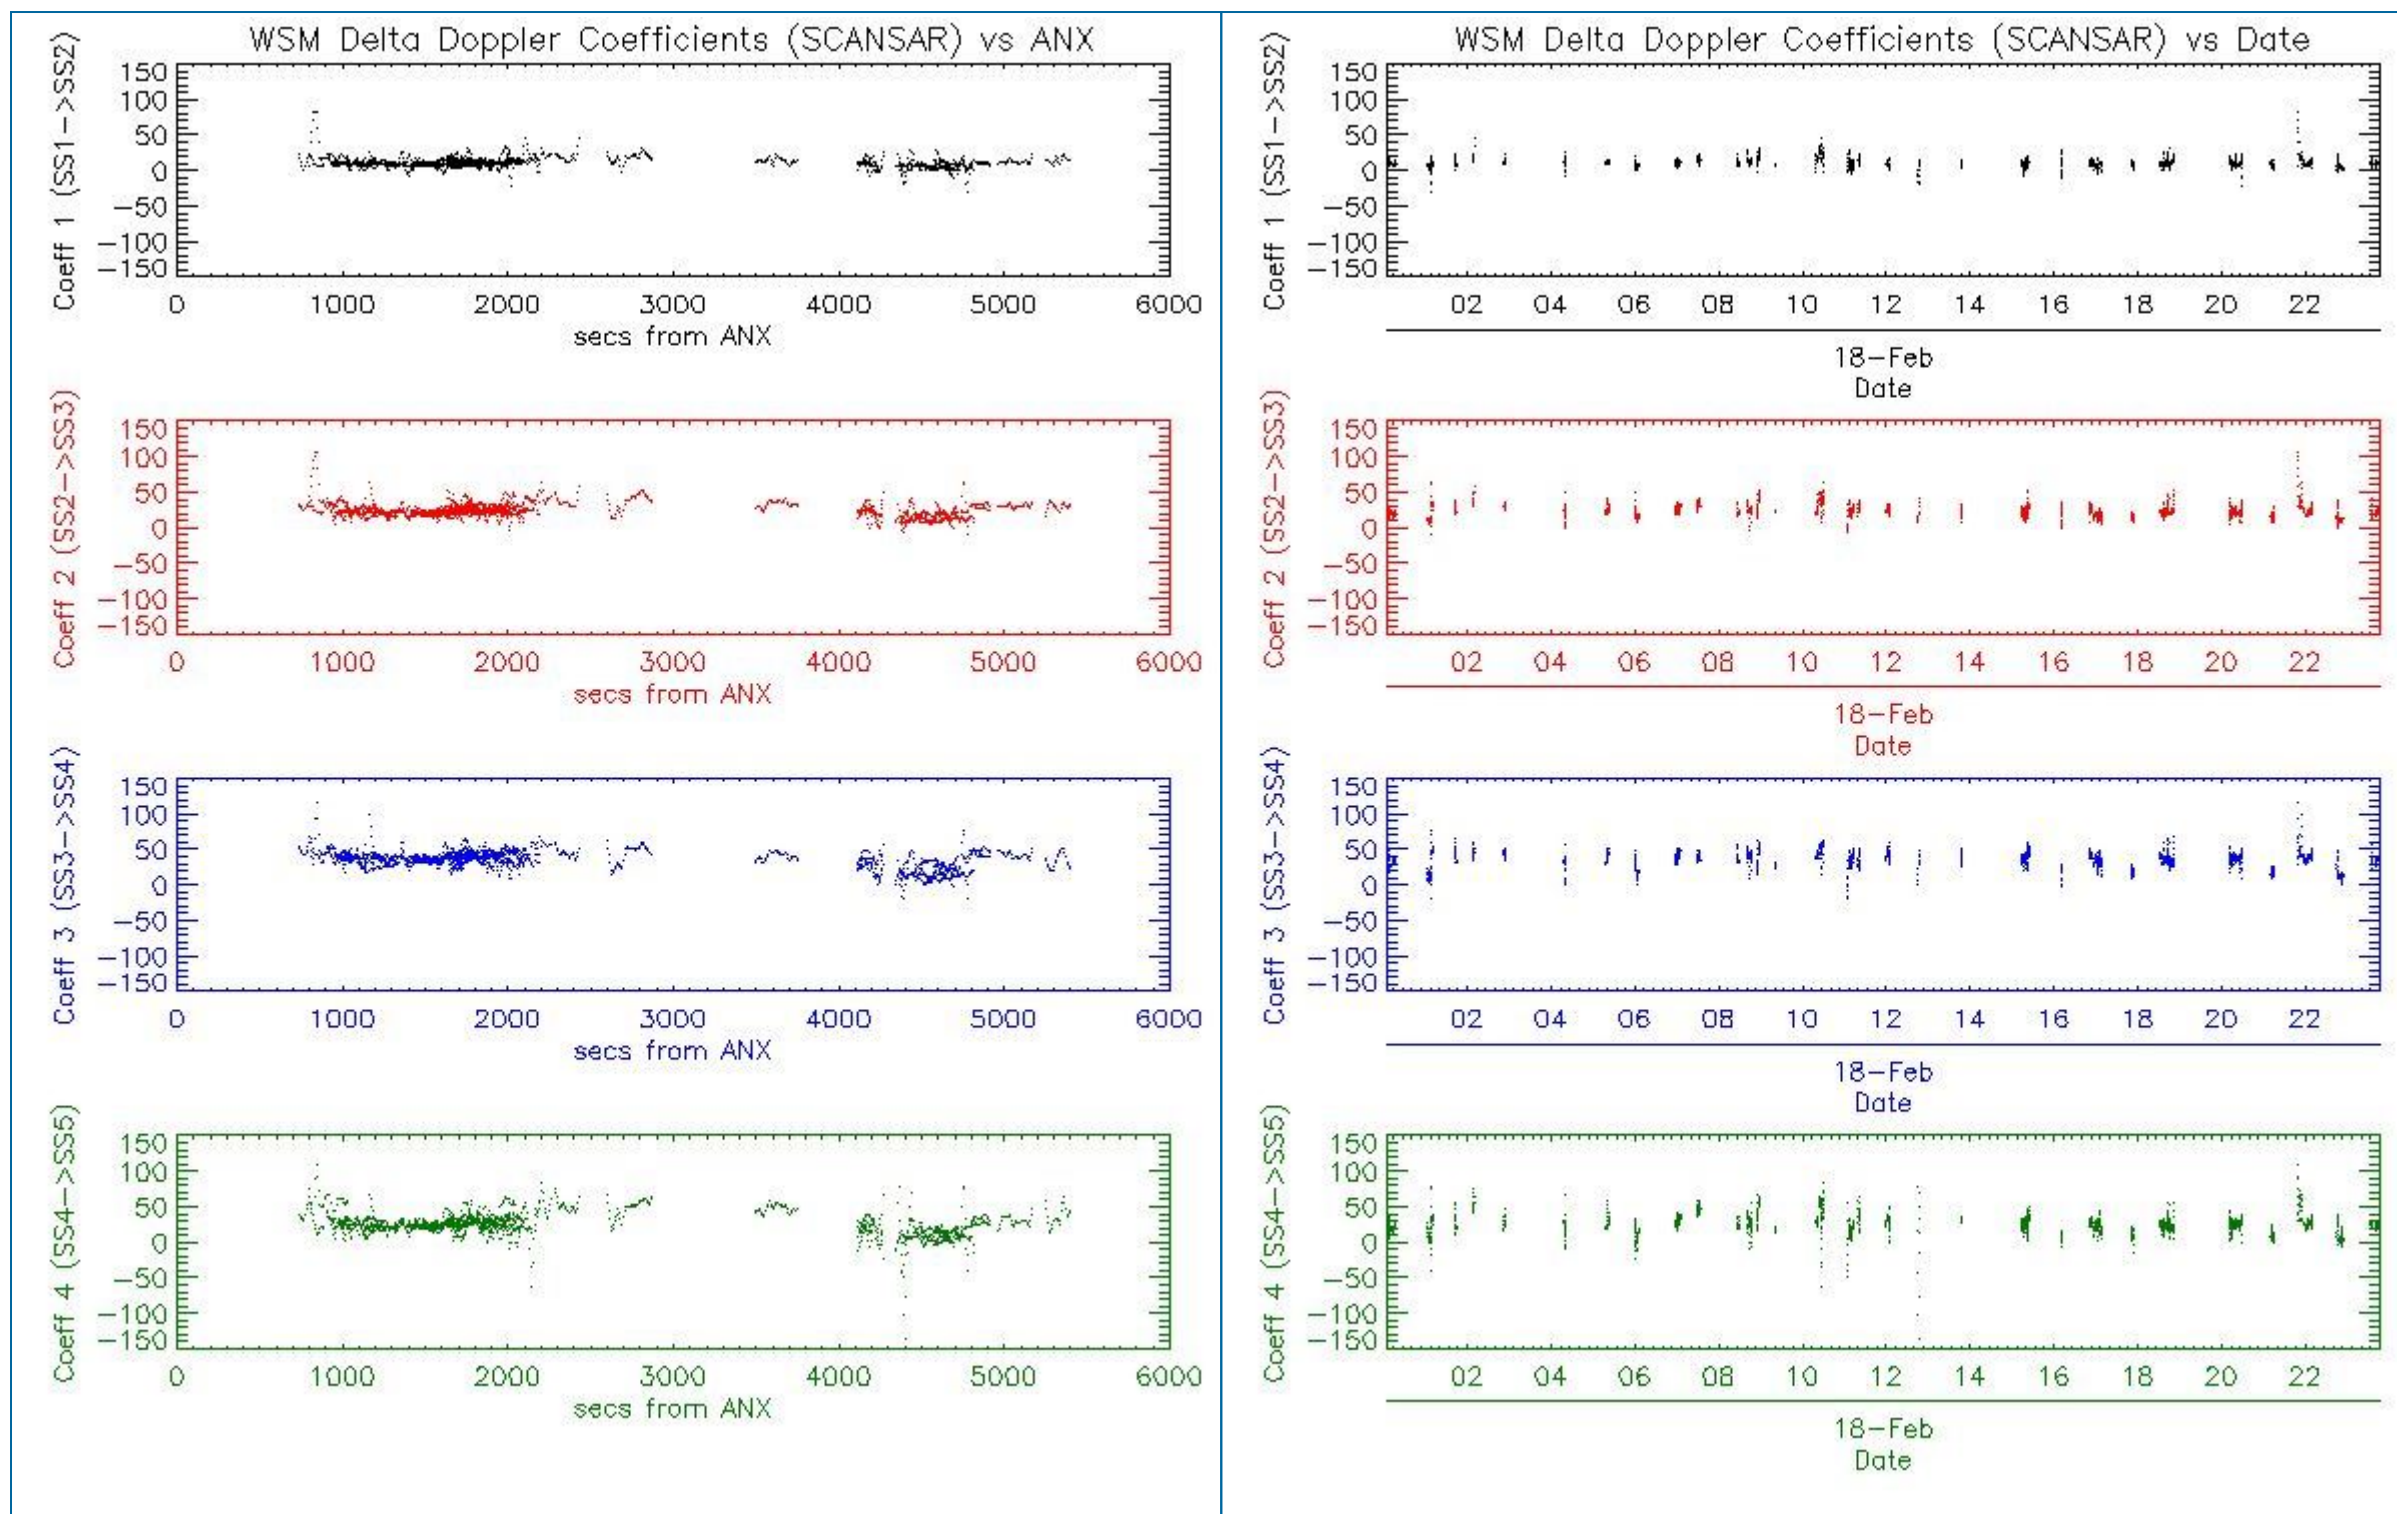 WSM Delta Doppler Coefficients (SCANSAR) vs ANX
Coeff 1 (SS1->SS2)
150
100
50
0
-50
-100
-150
0 1000 2000 3000 4000 5000 6000
secs from ANX
Coeff 2 (SS2->SS3)
150
100
50
0
-50
-100
-150
0 1000 2000 3000 4000 5000 6000
secs from ANX
Coeff 3 (SS3->SS4)
150
100
50
0
-50
-100
-150
0 1000 2000 3000 4000 5000 6000
secs from ANX
Coeff 4 (SS4->SS5)
150
100
50
0
-50
-100
-150
0 1000 2000 3000 4000 5000 6000
secs from ANX
WSM Delta Doppler Coefficients (SCANSAR) vs Date
Coeff 1 (SS1->SS2)
150
100
50
0
-50
-100
-150
02 04 06 08 10 12 14 16 18 20 22
18-Feb
Date
Coeff 2 (SS2->SS3)
150
100
50
0
-50
-100
-150
02 04 06 08 10 12 14 16 18 20 22
18-Feb
Date
Coeff 3 (SS3->SS4)
150
100
50
0
-50
-100
-150
02 04 06 08 10 12 14 16 18 20 22
18-Feb
Date
Coeff 4 (SS4->SS5)
150
100
50
0
-50
-100
-150
02 04 06 08 10 12 14 16 18 20 22
18-Feb
Date